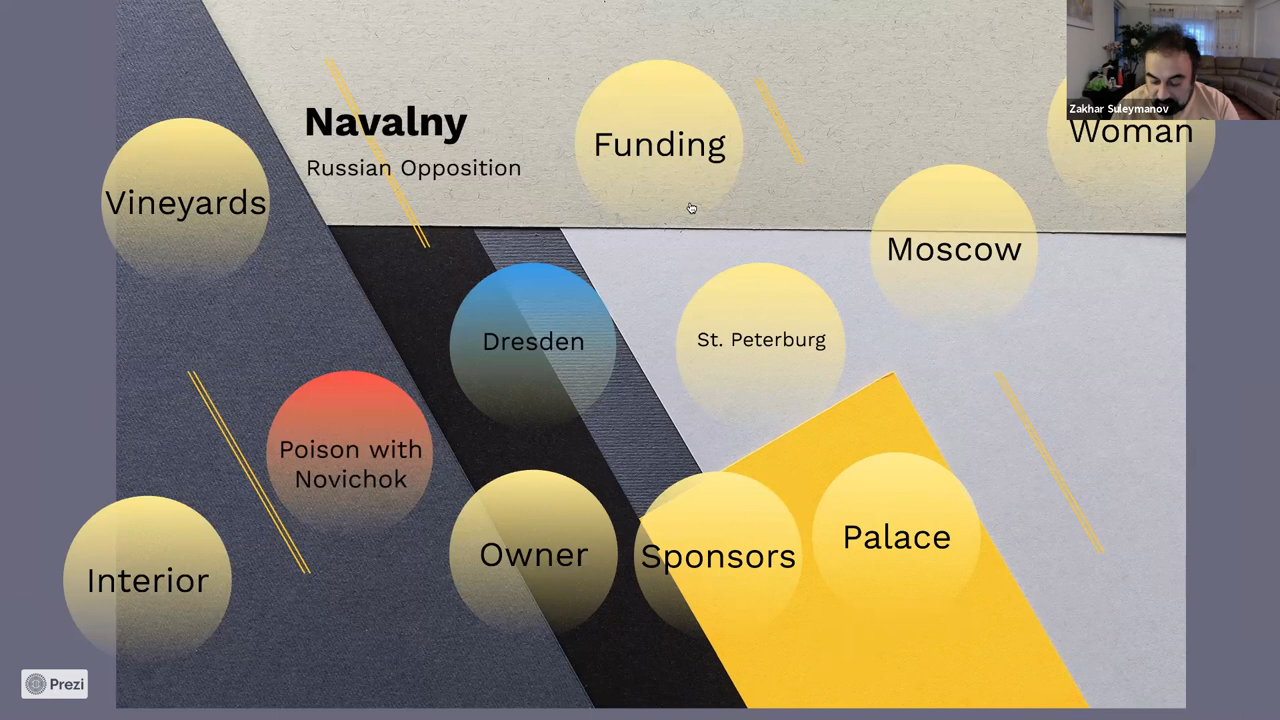 Navalny
Russian Opposition
Funding
Zakhar Suleymanov
Woman
Vineyards
Moscow
Dresden
St. Peterburg
Poison with
Novichok
Interior
Owner
Sponsors
Palace
Prezi